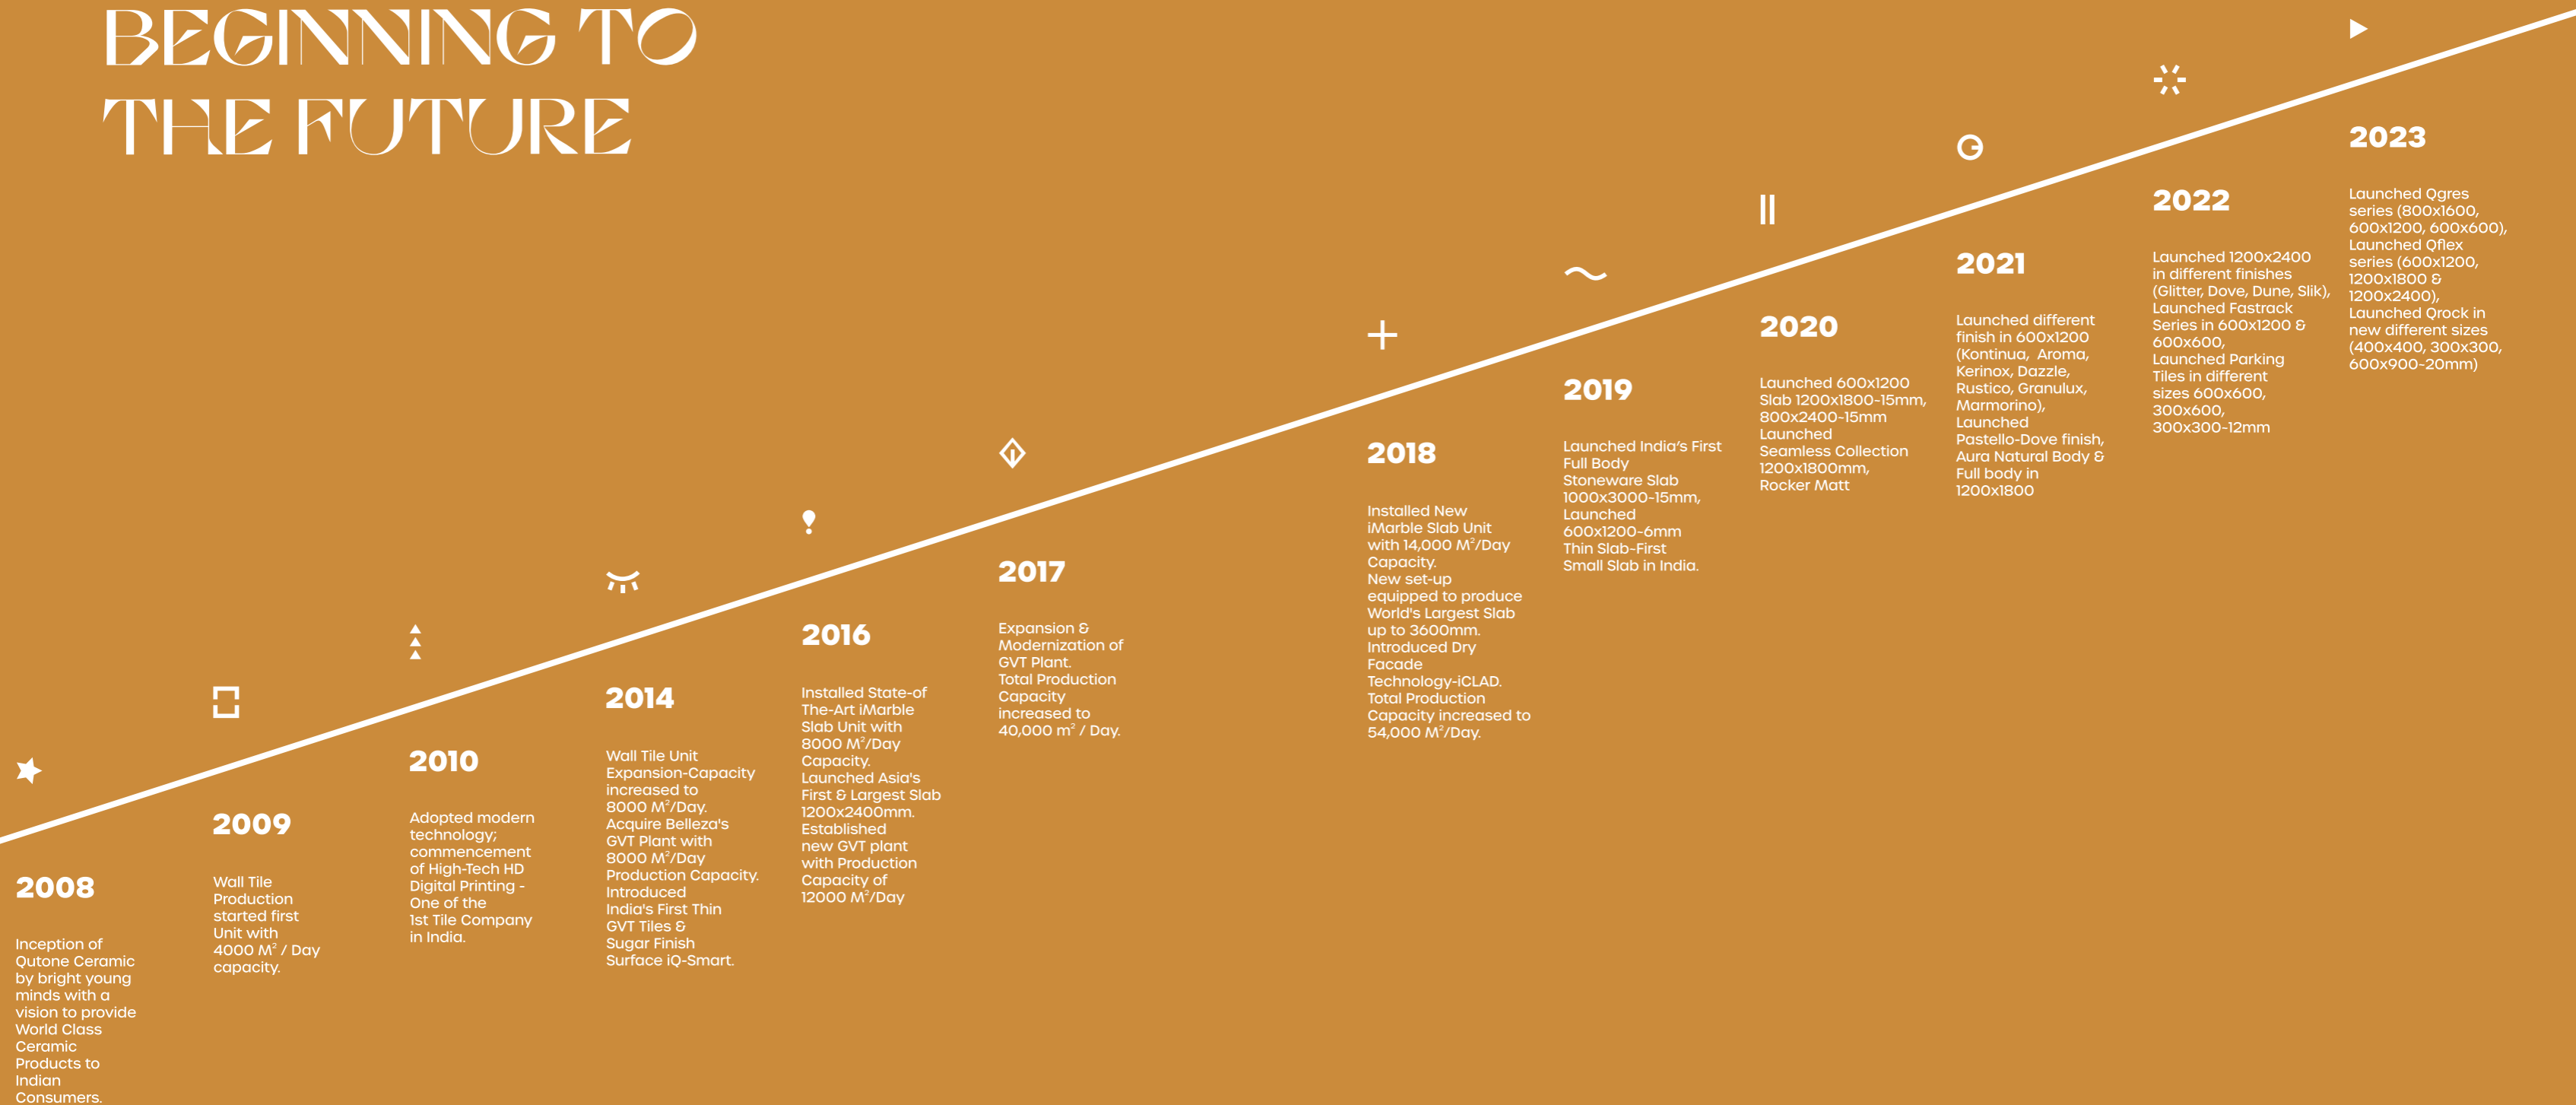 BEGINNING TO
THE FUTURE
2008
Inception of
Qutone Ceramic
by bright young
minds with a
vision to provide
World Class
Ceramic
Products to
Indian
Consumers.
2009
Wall Tile
Production
started first
Unit with
4000 M² / Day
capacity.
2010
Adopted modern
technology;
commencement
of High-Tech HD
Digital Printing -
One of the
1st Tile Company
in India.
2014
Wall Tile Unit
Expansion-Capacity
increased to
8000 M²/Day.
Acquire Belleza's
GVT Plant with
8000 M²/Day
Production Capacity.
Introduced
India's First Thin
GVT Tiles &
Sugar Finish
Surface iQ-Smart.
2016
Installed State-of
The-Art iMarble
Slab Unit with
8000 M²/Day
Capacity.
Launched Asia's
First & Largest Slab
1200x2400mm.
Established
new GVT plant
with Production
Capacity of
12000 M²/Day
2017
Expansion &
Modernization of
GVT Plant.
Total Production
Capacity
increased to
40,000 m² / Day.
2018
Installed New
iMarble Slab Unit
with 14,000 M²/Day
Capacity.
New set-up
equipped to produce
World's Largest Slab
up to 3600mm.
Introduced Dry
Facade
Technology-iCLAD.
Total Production
Capacity increased to
54,000 M²/Day.
2019
Launched India's First
Full Body
Stoneware Slab
1000x3000-15mm,
Launched
600x1200-6mm
Thin Slab-First
Small Slab in India.
2020
Launched 600x1200
Slab 1200x1800-15mm,
800x2400-15mm
Launched
Seamless Collection
1200x1800mm,
Rocker Matt
2021
Launched different
finish in 600x1200
(Kontinua,  Aroma,
Kerinox, Dazzle,
Rustico, Granulux,
Marmorino),
Launched
Pastello-Dove finish,
Aura Natural Body &
Full body in
1200x1800
2022
Launched 1200x2400
in different finishes
(Glitter, Dove, Dune, Slik),
Launched Fastrack
Series in 600x1200 &
600x600,
Launched Parking
Tiles in different
sizes 600x600,
300x600,
300x300-12mm
2023
Launched Qgres
series (800x1600,
600x1200, 600x600),
Launched Qflex
series (600x1200,
1200x1800 &
1200x2400),
Launched Qrock in
new different sizes
(400x400, 300x300,
600x900-20mm)